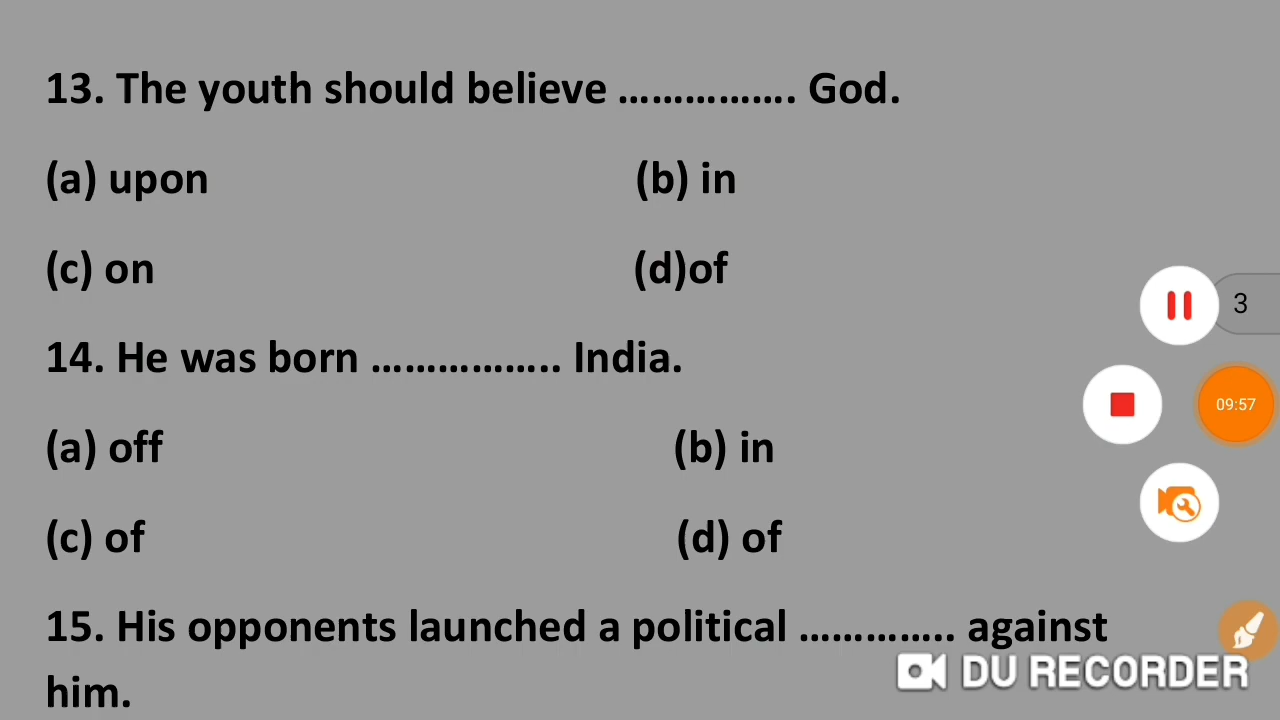 13. The youth should believe ................ God.
(a) upon (b) in
(c) on (d)of
3
14. He was born ................. India.
(a) off (b) in
09:57
(c) of (d) of
15. His opponents launched a political .............. against
him.
DU RECORDER